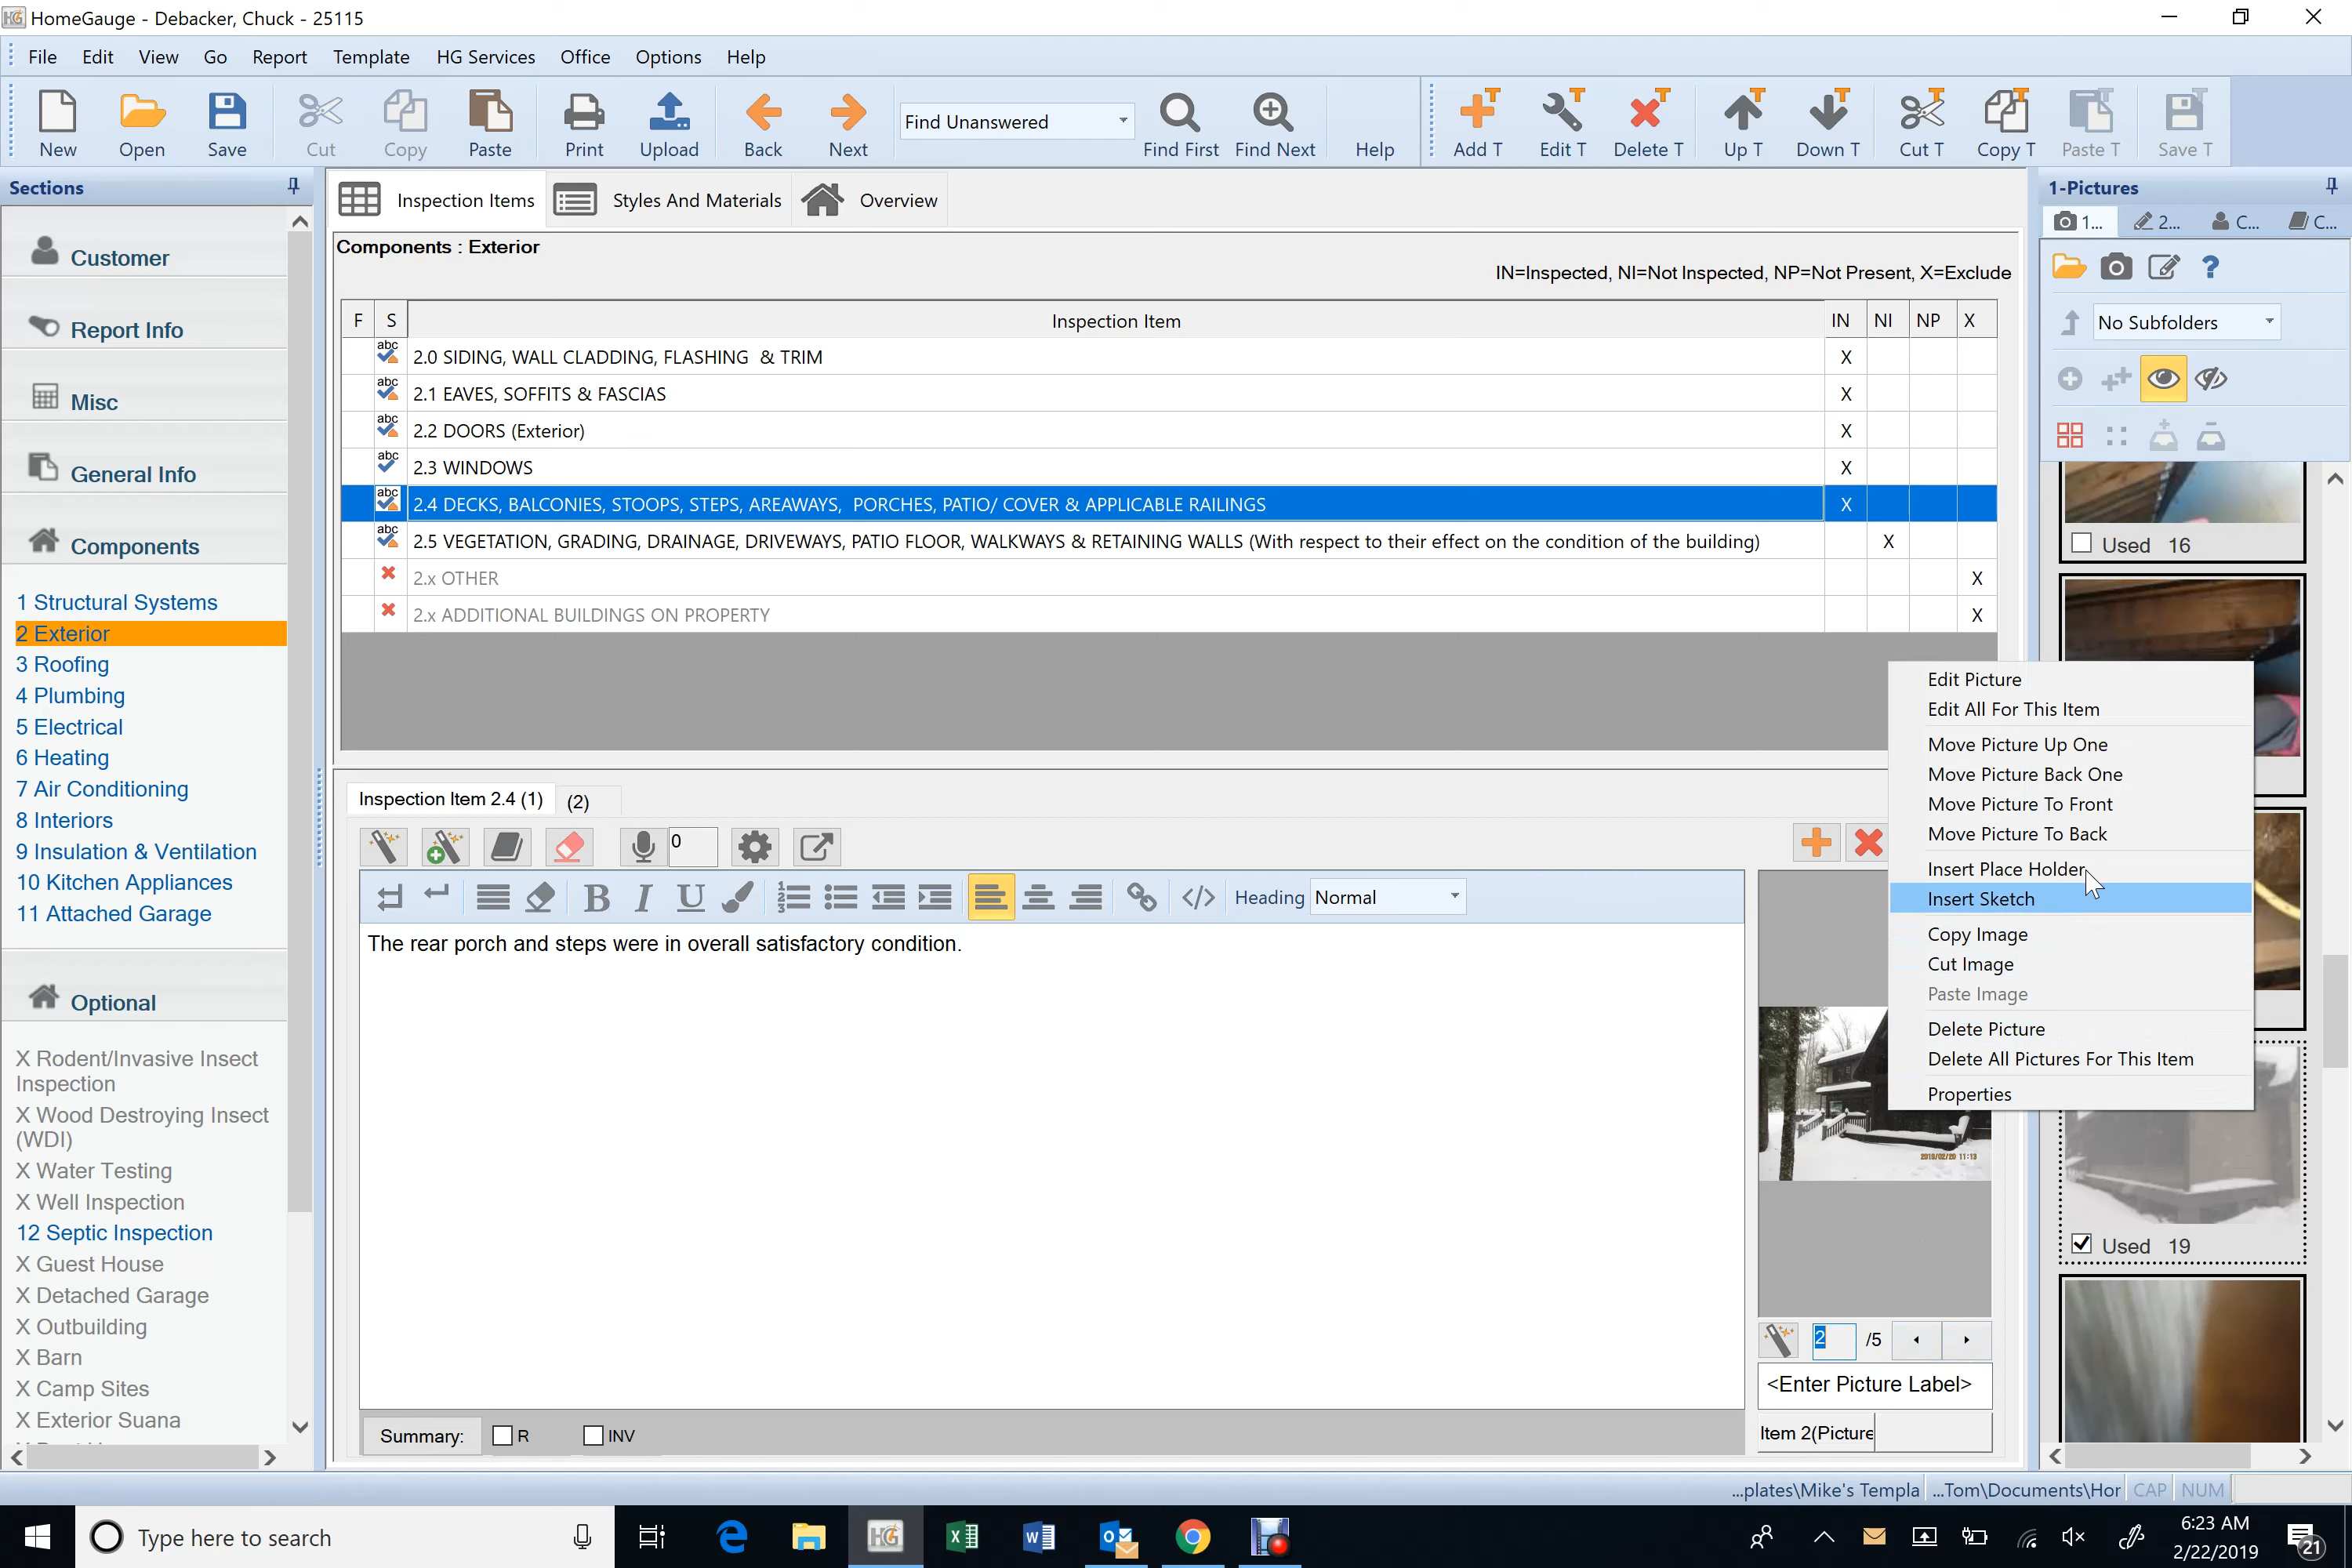 HomeGauge - Debacker, Chuck - 25115
File Edit View Go Report Template HG Services Office Options Help
New Open Save Cut Copy Paste Print Upload Back Next Find Unanswered Find First Find Next Help Add T Edit T Delete T Up T Down T Cut T Copy T Paste T Save T
Sections
Customer
Report Info
Misc
General Info
Components
1 Structural Systems
2 Exterior
3 Roofing
4 Plumbing
5 Electrical
6 Heating
7 Air Conditioning
8 Interiors
9 Insulation & Ventilation
10 Kitchen Appliances
11 Attached Garage
Optional
X Rodent/Invasive Insect
Inspection
X Wood Destroying Insect
(WDI)
X Water Testing
X Well Inspection
12 Septic Inspection
X Guest House
X Detached Garage
X Outbuilding
X Barn
X Camp Sites
X Exterior Suana
Inspection Items Styles And Materials Overview
Components : Exterior
IN=Inspected, NI=Not Inspected, NP=Not Present, X=Exclude
F S Inspection Item IN NI NP X
abc 2.0 SIDING, WALL CLADDING, FLASHING & TRIM X
abc 2.1 EAVES, SOFFITS & FASCIAS X
abc 2.2 DOORS (Exterior) X
abc 2.3 WINDOWS X
abc 2.4 DECKS, BALCONIES, STOOPS, STEPS, AREAWAYS, PORCHES, PATIO/ COVER & APPLICABLE RAILINGS X
abc 2.5 VEGETATION, GRADING, DRAINAGE, DRIVEWAYS, PATIO FLOOR, WALKWAYS & RETAINING WALLS (With respect to their effect on the condition of the building) X
2.x OTHER X
2.x ADDITIONAL BUILDINGS ON PROPERTY X
Inspection Item 2.4 (1) (2)
0
B I U Heading Normal
The rear porch and steps were in overall satisfactory condition.
Summary: R INV
2019/02/20 11:13
2 /5
<Enter Picture Label>
Item 2(Picture
Edit Picture
Edit All For This Item
Move Picture Up One
Move Picture Back One
Move Picture To Front
Move Picture To Back
Insert Place Holder
Insert Sketch
Copy Image
Cut Image
Paste Image
Delete Picture
Delete All Pictures For This Item
Properties
1-Pictures
1... 2... C... C...
No Subfolders
Used 16
Used 19
...plates\Mike's Templa ...Tom\Documents\Hor CAP NUM
Type here to search
6:23 AM
2/22/2019
21